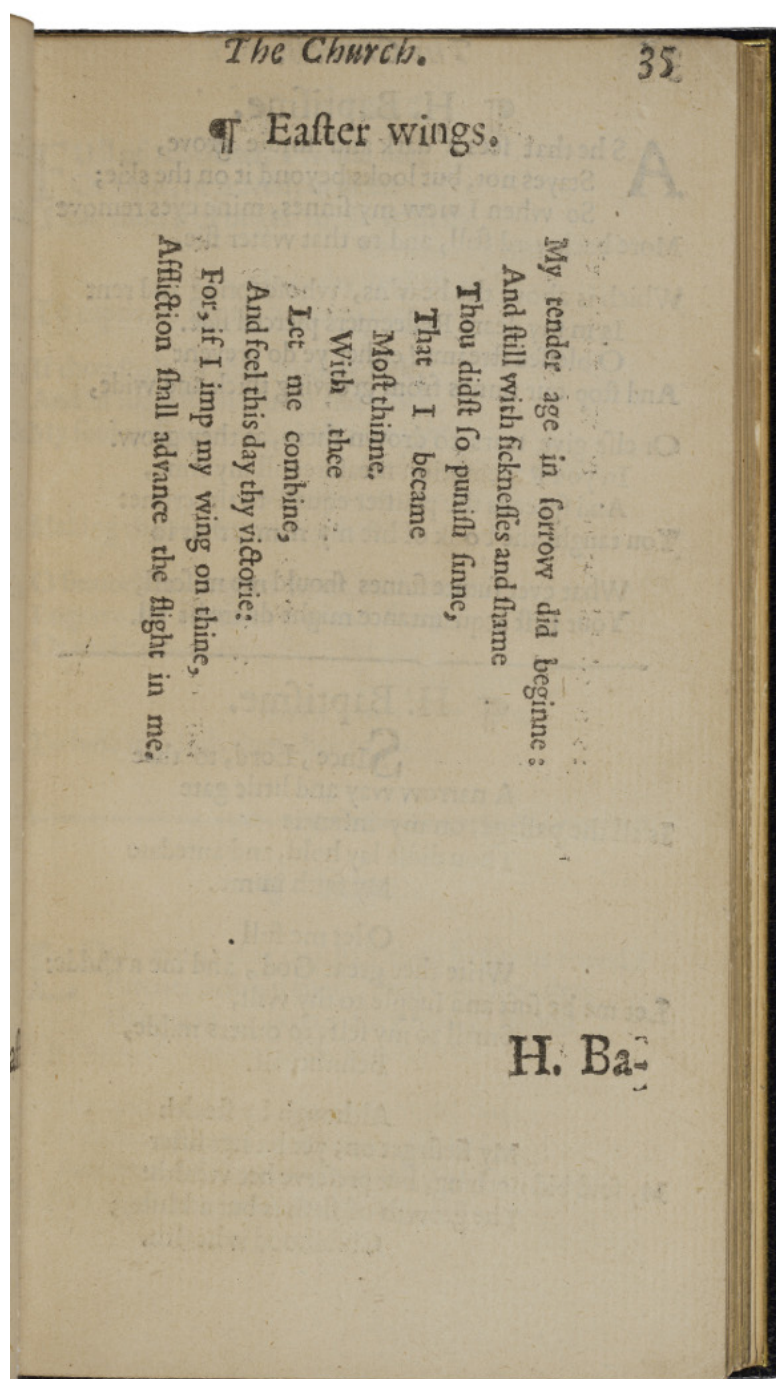 The Church.
35
¶ Eaſter wings.
My tender age in ſorrow did beginne:
And ſtill with ſickneſſes and ſhame
Thou didſt ſo puniſh ſinne,
That I became
Moſt thinne.
With thee
Let me combine,
And feel this day thy victorie:
For, if I imp my wing on thine,
Affliction ſhall advance the flight in me.
H. Ba-